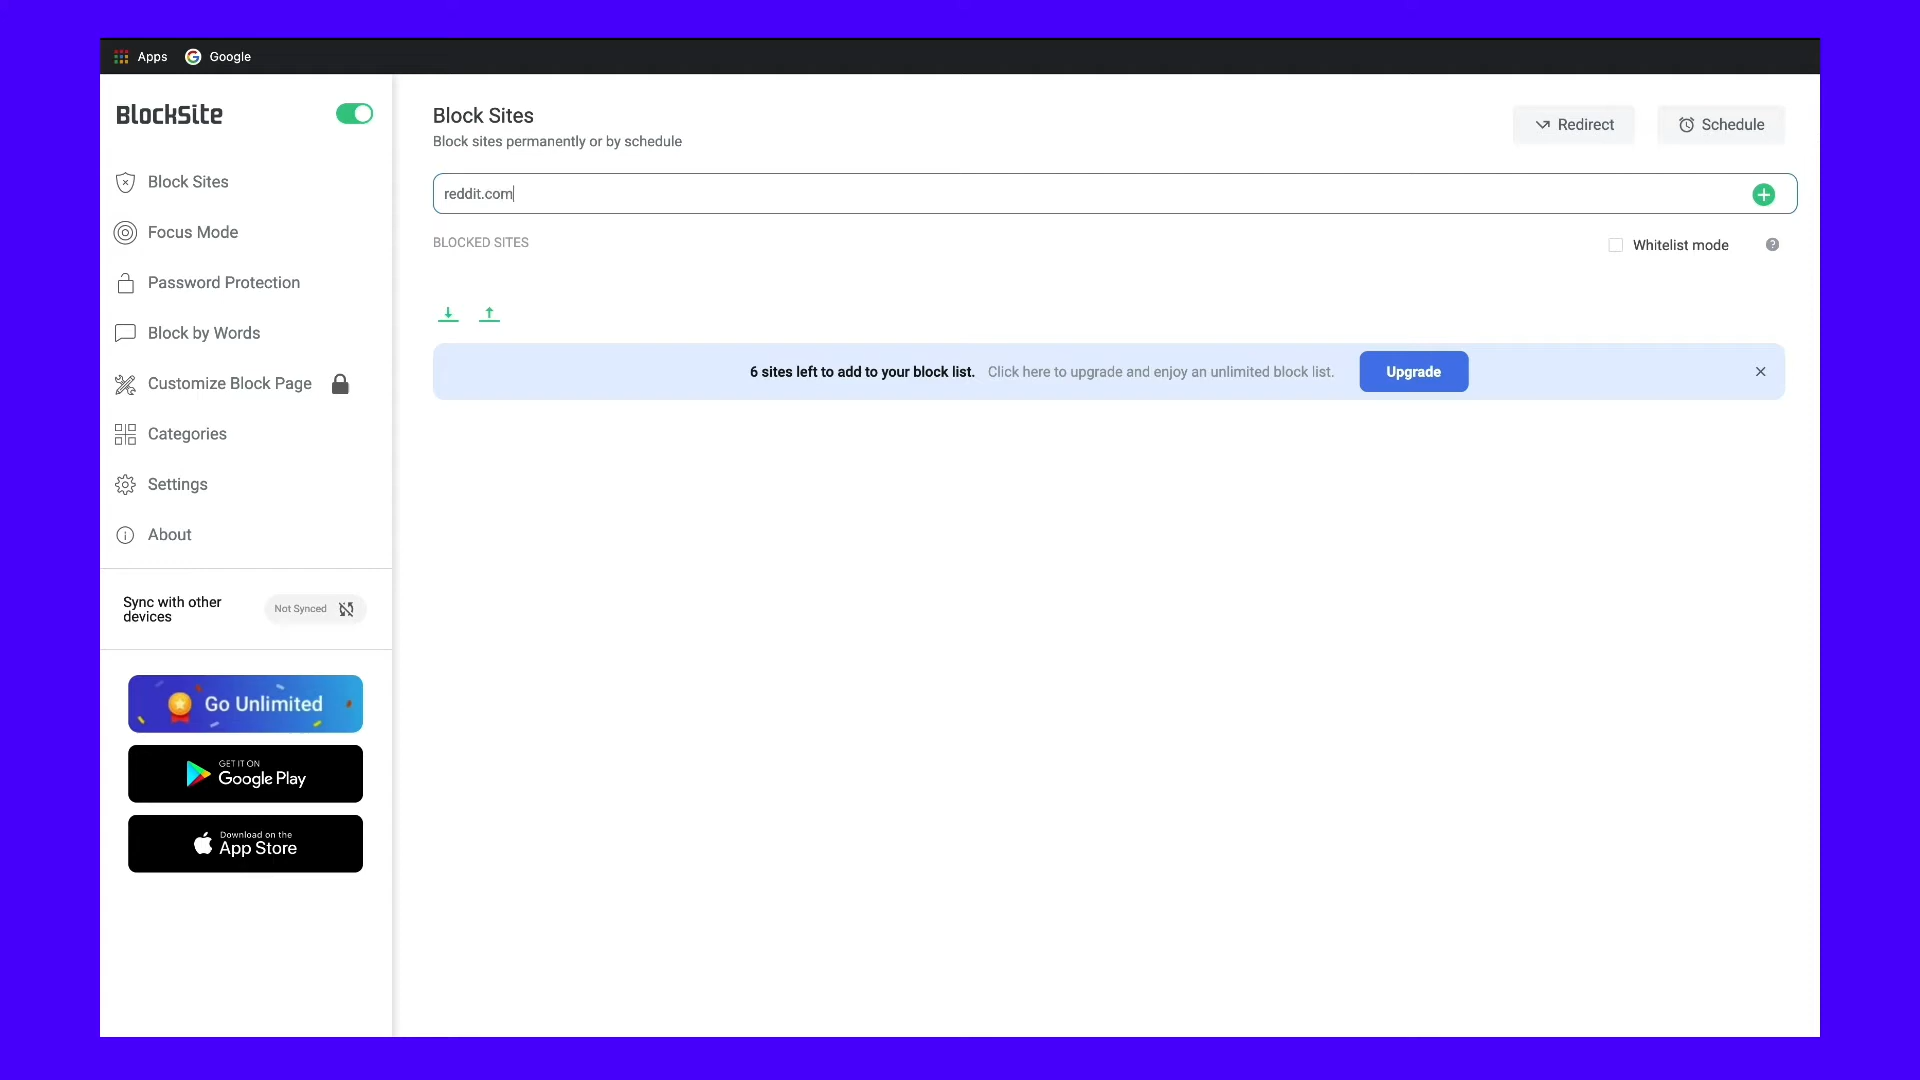 Apps Google
BlockSite
Block Sites
Focus Mode
Password Protection
Block by Words
Customize Block Page
Categories
Settings
About
Sync with other
devices
Not Synced
Go Unlimited
GET IT ON
Google Play
Download on the
App Store
Block Sites
Block sites permanently or by schedule
Redirect
Schedule
reddit.com
BLOCKED SITES
Whitelist mode
?
6 sites left to add to your block list. Click here to upgrade and enjoy an unlimited block list.
Upgrade